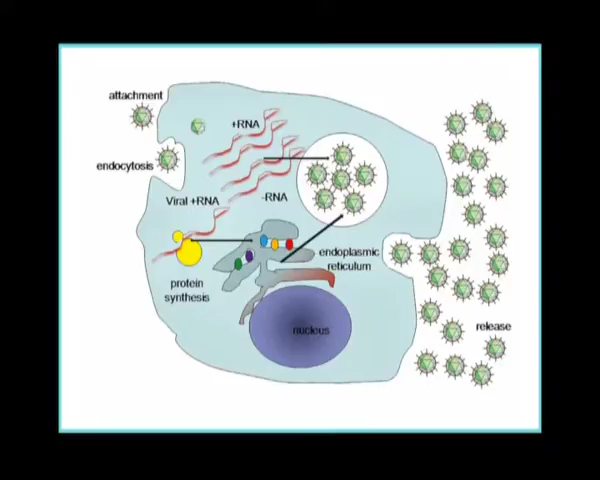 attachment
+RNA
endocytosis
Viral +RNA
-RNA
endoplasmic
reticulum
protein
synthesis
nucleus
release